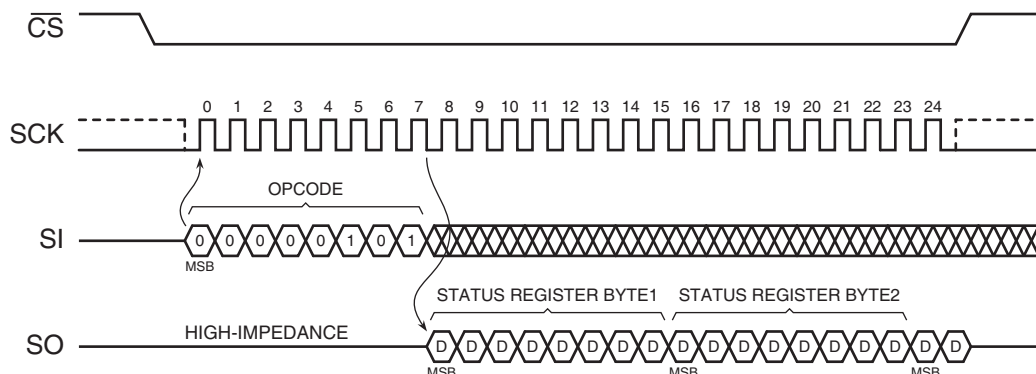 CS
0 1 2 3 4 5 6 7 8 9 10 11 12 13 14 15 16 17 18 19 20 21 22 23 24
SCK
OPCODE
SI
0 0 0 0 0 1 0 1
MSB
STATUS REGISTER BYTE1 STATUS REGISTER BYTE2
SO
HIGH-IMPEDANCE
D D D D D D D D D D D D D D D D D D
MSB MSB MSB